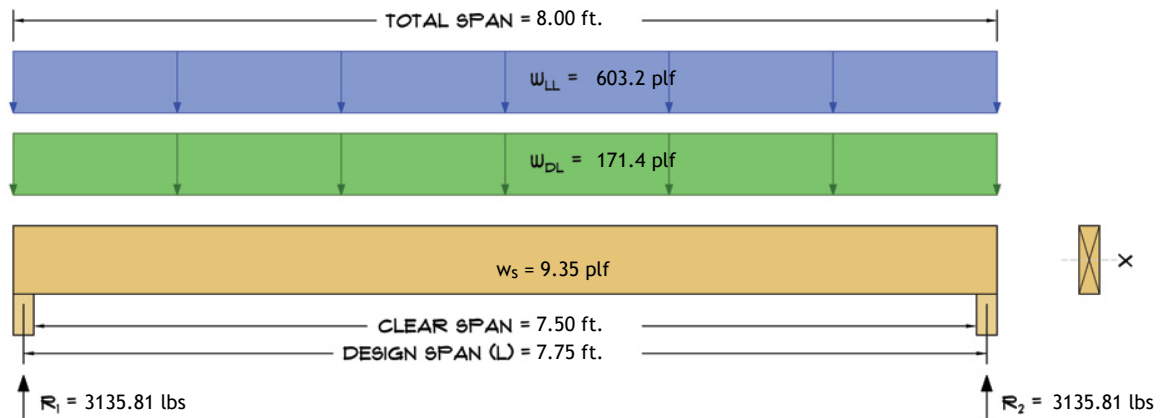 TOTAL SPAN = 8.00 ft.
WLL = 603.2 plf
WDL = 171.4 plf
ws = 9.35 plf
X
CLEAR SPAN = 7.50 ft.
DESIGN SPAN (L) = 7.75 ft.
R1 = 3135.81 lbs
R2 = 3135.81 lbs